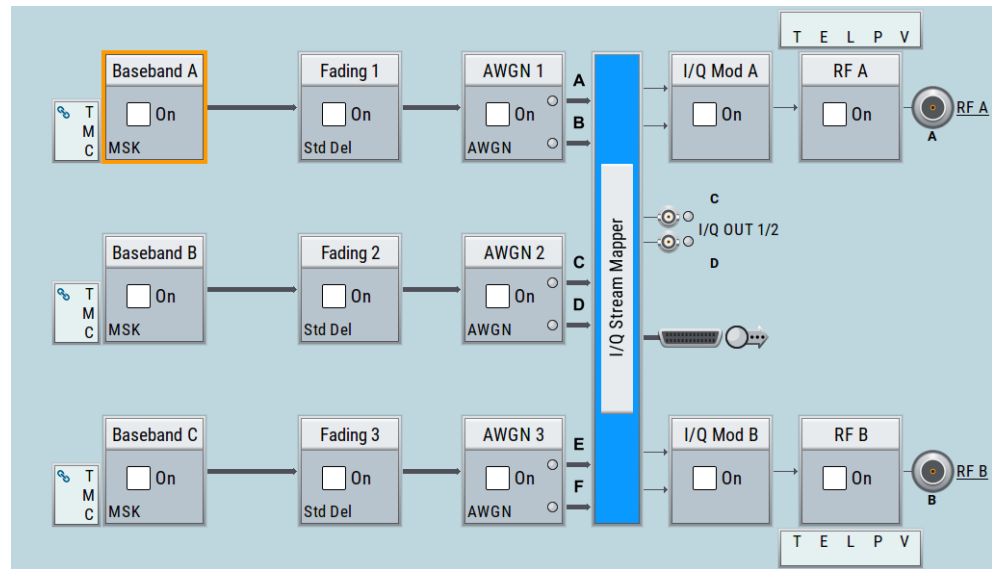 T E L P V
Baseband A
Fading 1
AWGN 1
A
I/Q Mod A
RF A
T
M
C
On
MSK
On
Std Del
On
AWGN
B
On
On
RF A
A
C
I/Q OUT 1/2
D
I/Q Stream Mapper
Baseband B
Fading 2
AWGN 2
C
T
M
C
On
MSK
On
Std Del
On
AWGN
D
Baseband C
Fading 3
AWGN 3
E
I/Q Mod B
RF B
T
M
C
On
MSK
On
Std Del
On
AWGN
F
On
On
RF B
B
T E L P V